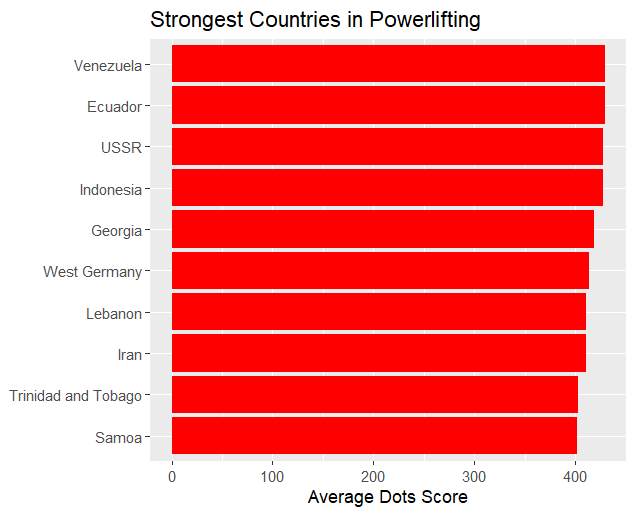 Strongest Countries in Powerlifting
Venezuela
Ecuador
USSR
Indonesia
Georgia
West Germany
Lebanon
Iran
Trinidad and Tobago
Samoa
0 100 200 300 400
Average Dots Score